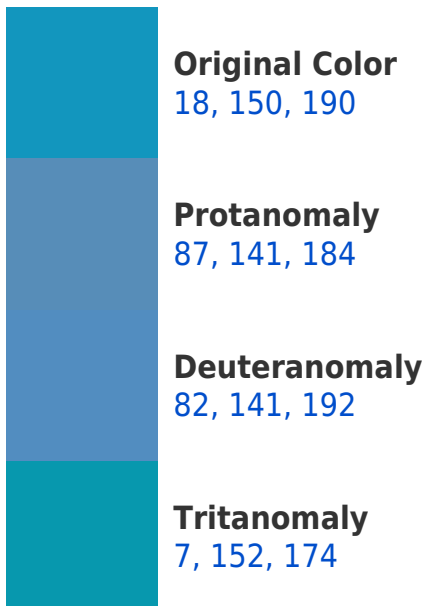 Original Color
18, 150, 190
Protanomaly
87, 141, 184
Deuteranomaly
82, 141, 192
Tritanomaly
7, 152, 174